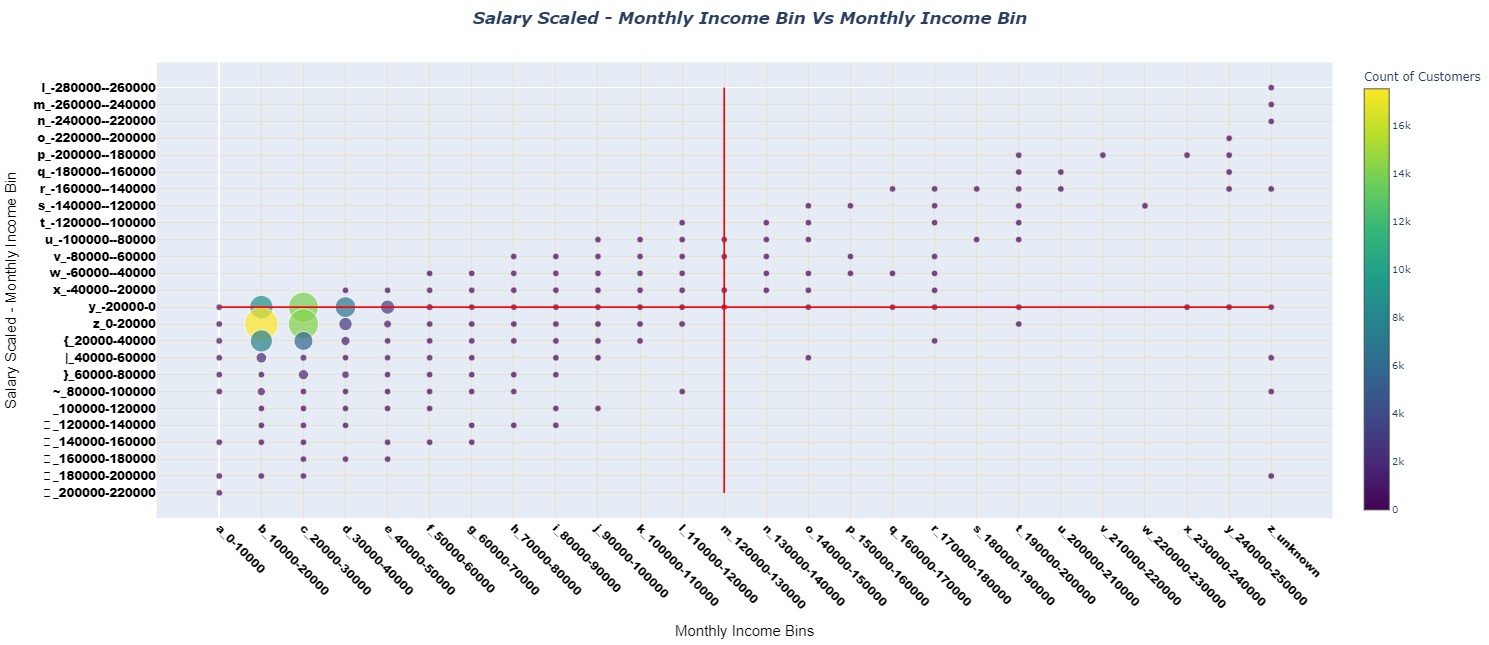 Salary Scaled - Monthly Income Bin Vs Monthly Income Bin
Count of Customers
16k
14k
12k
10k
8k
6k
4k
2k
0
Salary Scaled - Monthly Income Bin
l_-280000--260000
m_-260000--240000
n_-240000--220000
o_-220000--200000
p_-200000--180000
q_-180000--160000
r_-160000--140000
s_-140000--120000
t_-120000--100000
u_-100000--80000
v_-80000--60000
w_-60000--40000
x_-40000--20000
y_-20000-0
z_0-20000
{_20000-40000
|_40000-60000
}_60000-80000
~_80000-100000
_100000-120000
_120000-140000
_140000-160000
_160000-180000
_180000-200000
_200000-220000
a_0-10000
b_10000-20000
c_20000-30000
d_30000-40000
e_40000-50000
f_50000-60000
g_60000-70000
h_70000-80000
i_80000-90000
j_90000-100000
k_100000-110000
l_110000-120000
m_120000-130000
n_130000-140000
o_140000-150000
p_150000-160000
q_160000-170000
r_170000-180000
s_180000-190000
t_190000-200000
u_200000-210000
v_210000-220000
w_220000-230000
x_230000-240000
y_240000-250000
z_unknown
Monthly Income Bins